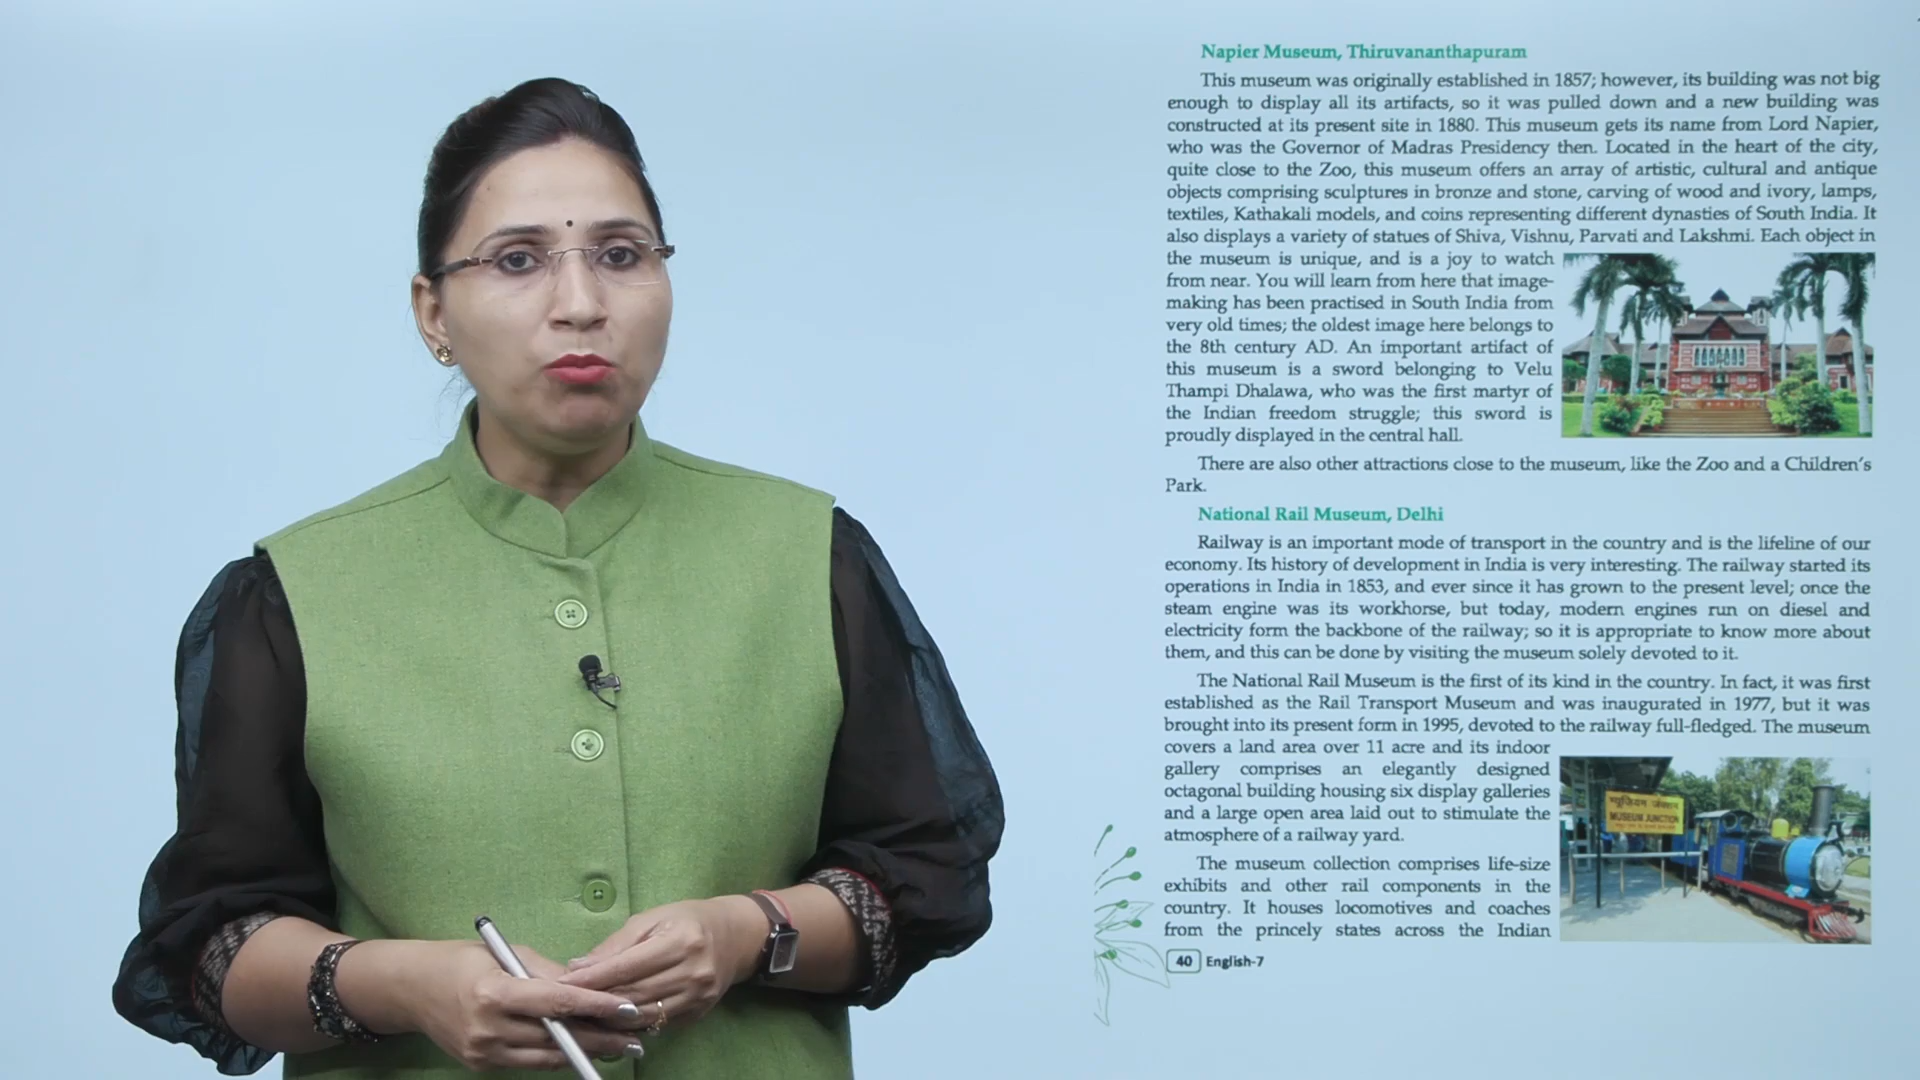 Napier Museum, Thiruvananthapuram
This museum was originally established in 1857; however, its building was not big
enough to display all its artifacts, so it was pulled down and a new building was
constructed at its present site in 1880. This museum gets its name from Lord Napier,
who was the Governor of Madras Presidency then. Located in the heart of the city,
quite close to the Zoo, this museum offers an array of artistic, cultural and antique
objects comprising sculptures in bronze and stone, carving of wood and ivory, lamps,
textiles, Kathakali models, and coins representing different dynasties of South India. It
also displays a variety of statues of Shiva, Vishnu, Parvati and Lakshmi. Each object in
the museum is unique, and is a joy to watch
from near. You will learn from here that image-
making has been practised in South India from
very old times; the oldest image here belongs to
the 8th century AD. An important artifact of
this museum is a sword belonging to Velu
Thampi Dhalawa, who was the first martyr of
the Indian freedom struggle; this sword is
proudly displayed in the central hall.
There are also other attractions close to the museum, like the Zoo and a Children's
Park.
National Rail Museum, Delhi
Railway is an important mode of transport in the country and is the lifeline of our
economy. Its history of development in India is very interesting. The railway started its
operations in India in 1853, and ever since it has grown to the present level; once the
steam engine was its workhorse, but today, modern engines run on diesel and
electricity form the backbone of the railway; so it is appropriate to know more about
them, and this can be done by visiting the museum solely devoted to it.
The National Rail Museum is the first of its kind in the country. In fact, it was first
established as the Rail Transport Museum and was inaugurated in 1977, but it was
brought into its present form in 1995, devoted to the railway full-fledged. The museum
covers a land area over 11 acre and its indoor
gallery comprises an elegantly designed
octagonal building housing six display galleries
and a large open area laid out to stimulate the
atmosphere of a railway yard.
म्यूज़ियम जंक्शन
MUSEUM JUNCTION
The museum collection comprises life-size
exhibits and other rail components in the
country. It houses locomotives and coaches
from the princely states across the Indian
40 English-7